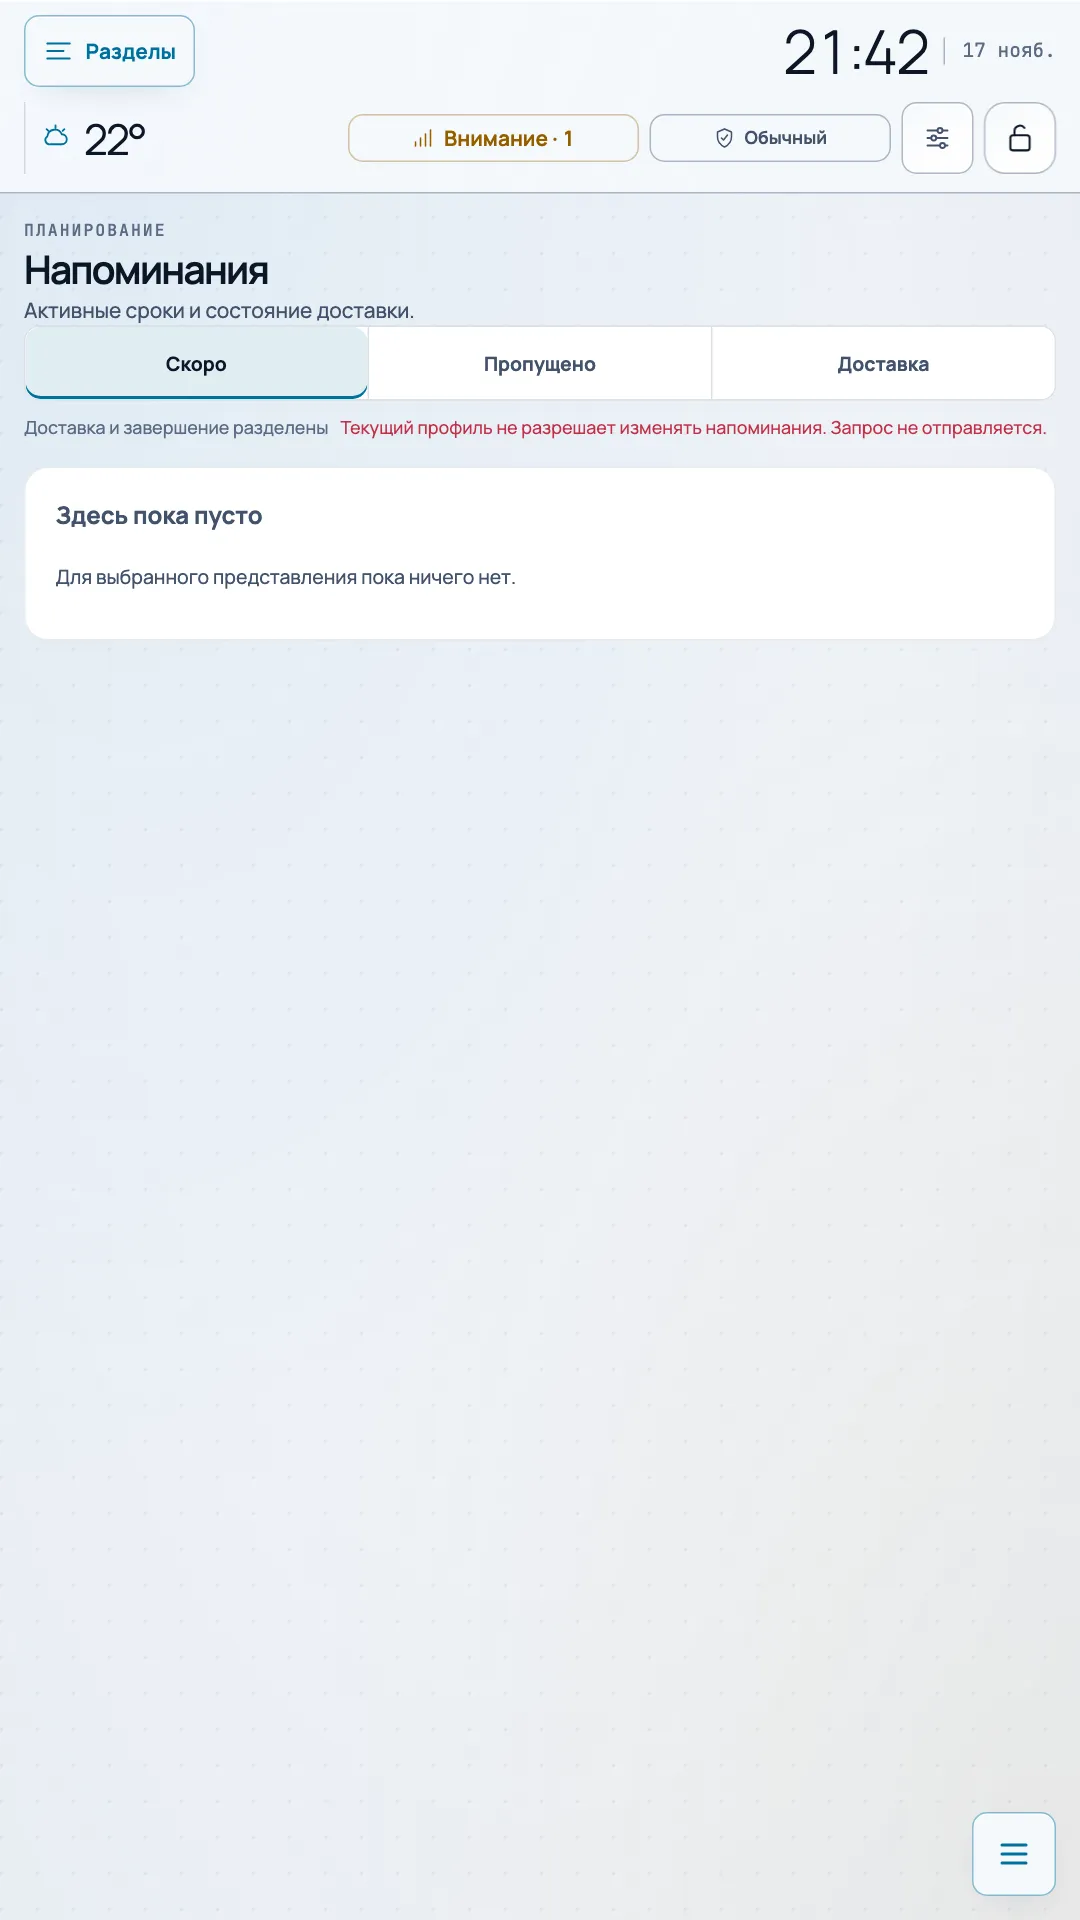 Разделы
21:42
17 нояб.
22°
Внимание · 1
Обычный
ПЛАНИРОВАНИЕ
Напоминания
Активные сроки и состояние доставки.
Скоро
Пропущено
Доставка
Доставка и завершение разделены
Текущий профиль не разрешает изменять напоминания. Запрос не отправляется.
Здесь пока пусто
Для выбранного представления пока ничего нет.